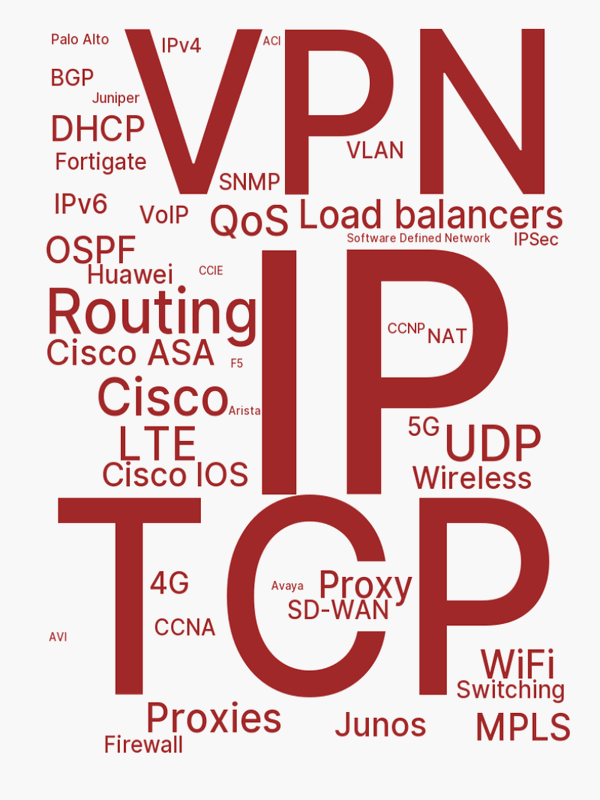 Palo Alto
IPv4
ACI
VPN
BGP
Juniper
DHCP
VLAN
Fortigate
SNMP
IPv6
VoIP
QoS
Load balancers
Software Defined Network
IPSec
OSPF
Huawei
CCIE
Routing
IP
CCNP
NAT
Cisco ASA
F5
Cisco
Arista
5G
LTE
UDP
Cisco IOS
Wireless
TCP
4G
Avaya
Proxy
SD-WAN
CCNA
AVI
WiFi
Switching
Proxies
Junos
MPLS
Firewall